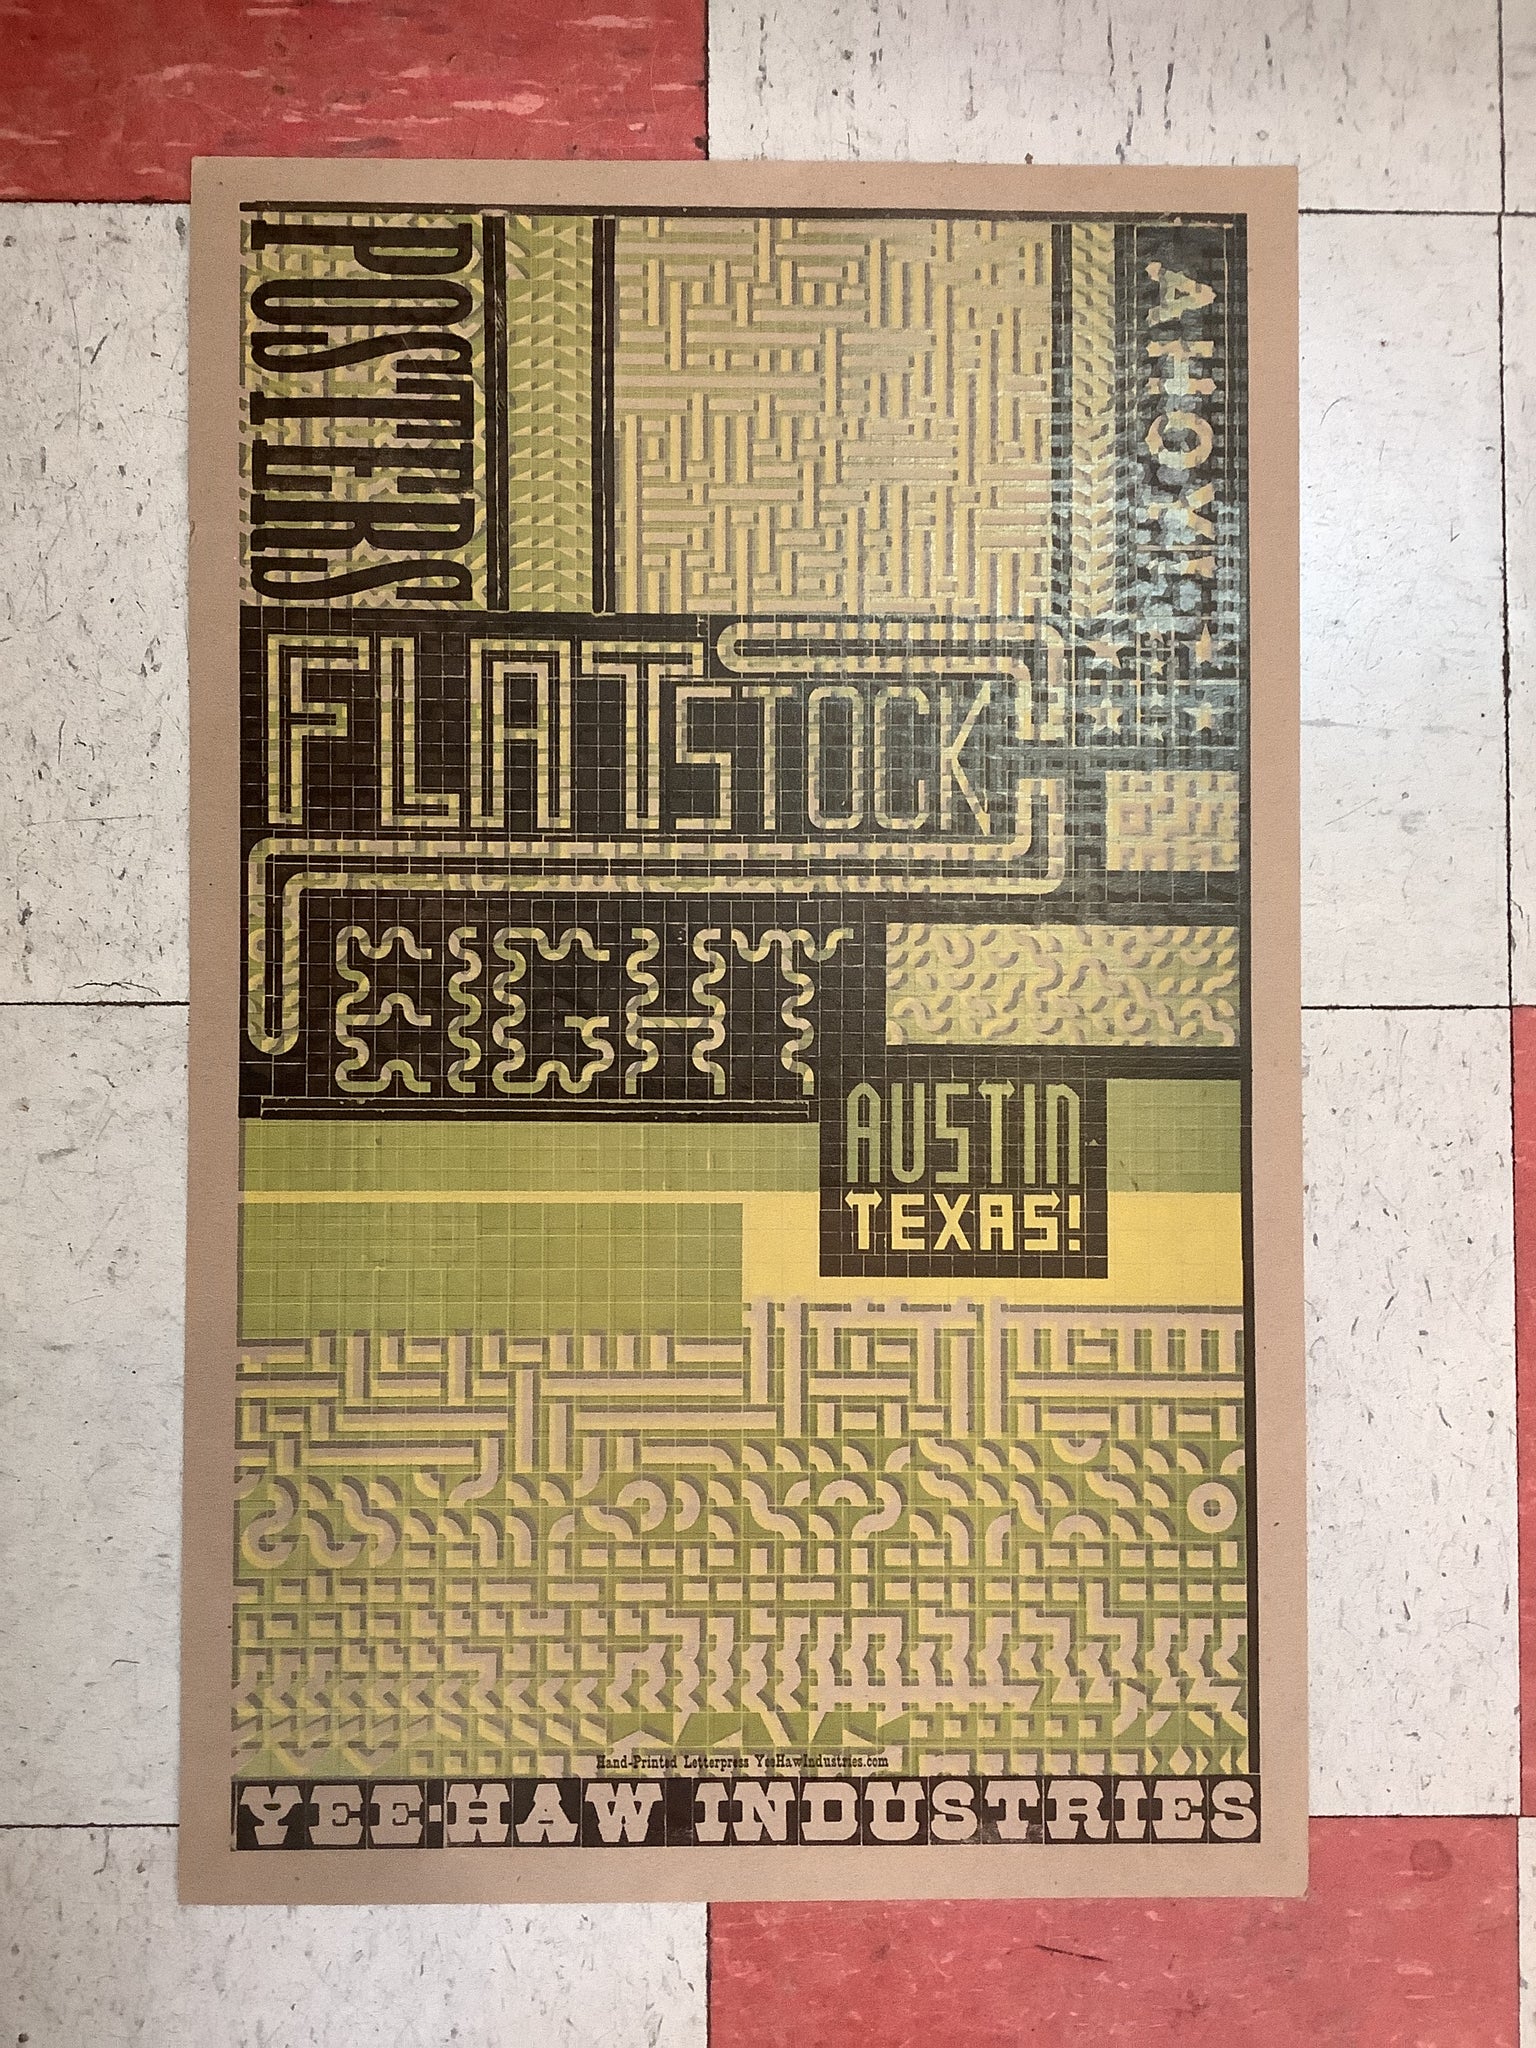 POSTERS
AHOY!
FLATSTOCK
EIGHT
AUSTIN
TEXAS!
Hand-Printed Letterpress YeeHawIndustries.com
YEE-HAW INDUSTRIES